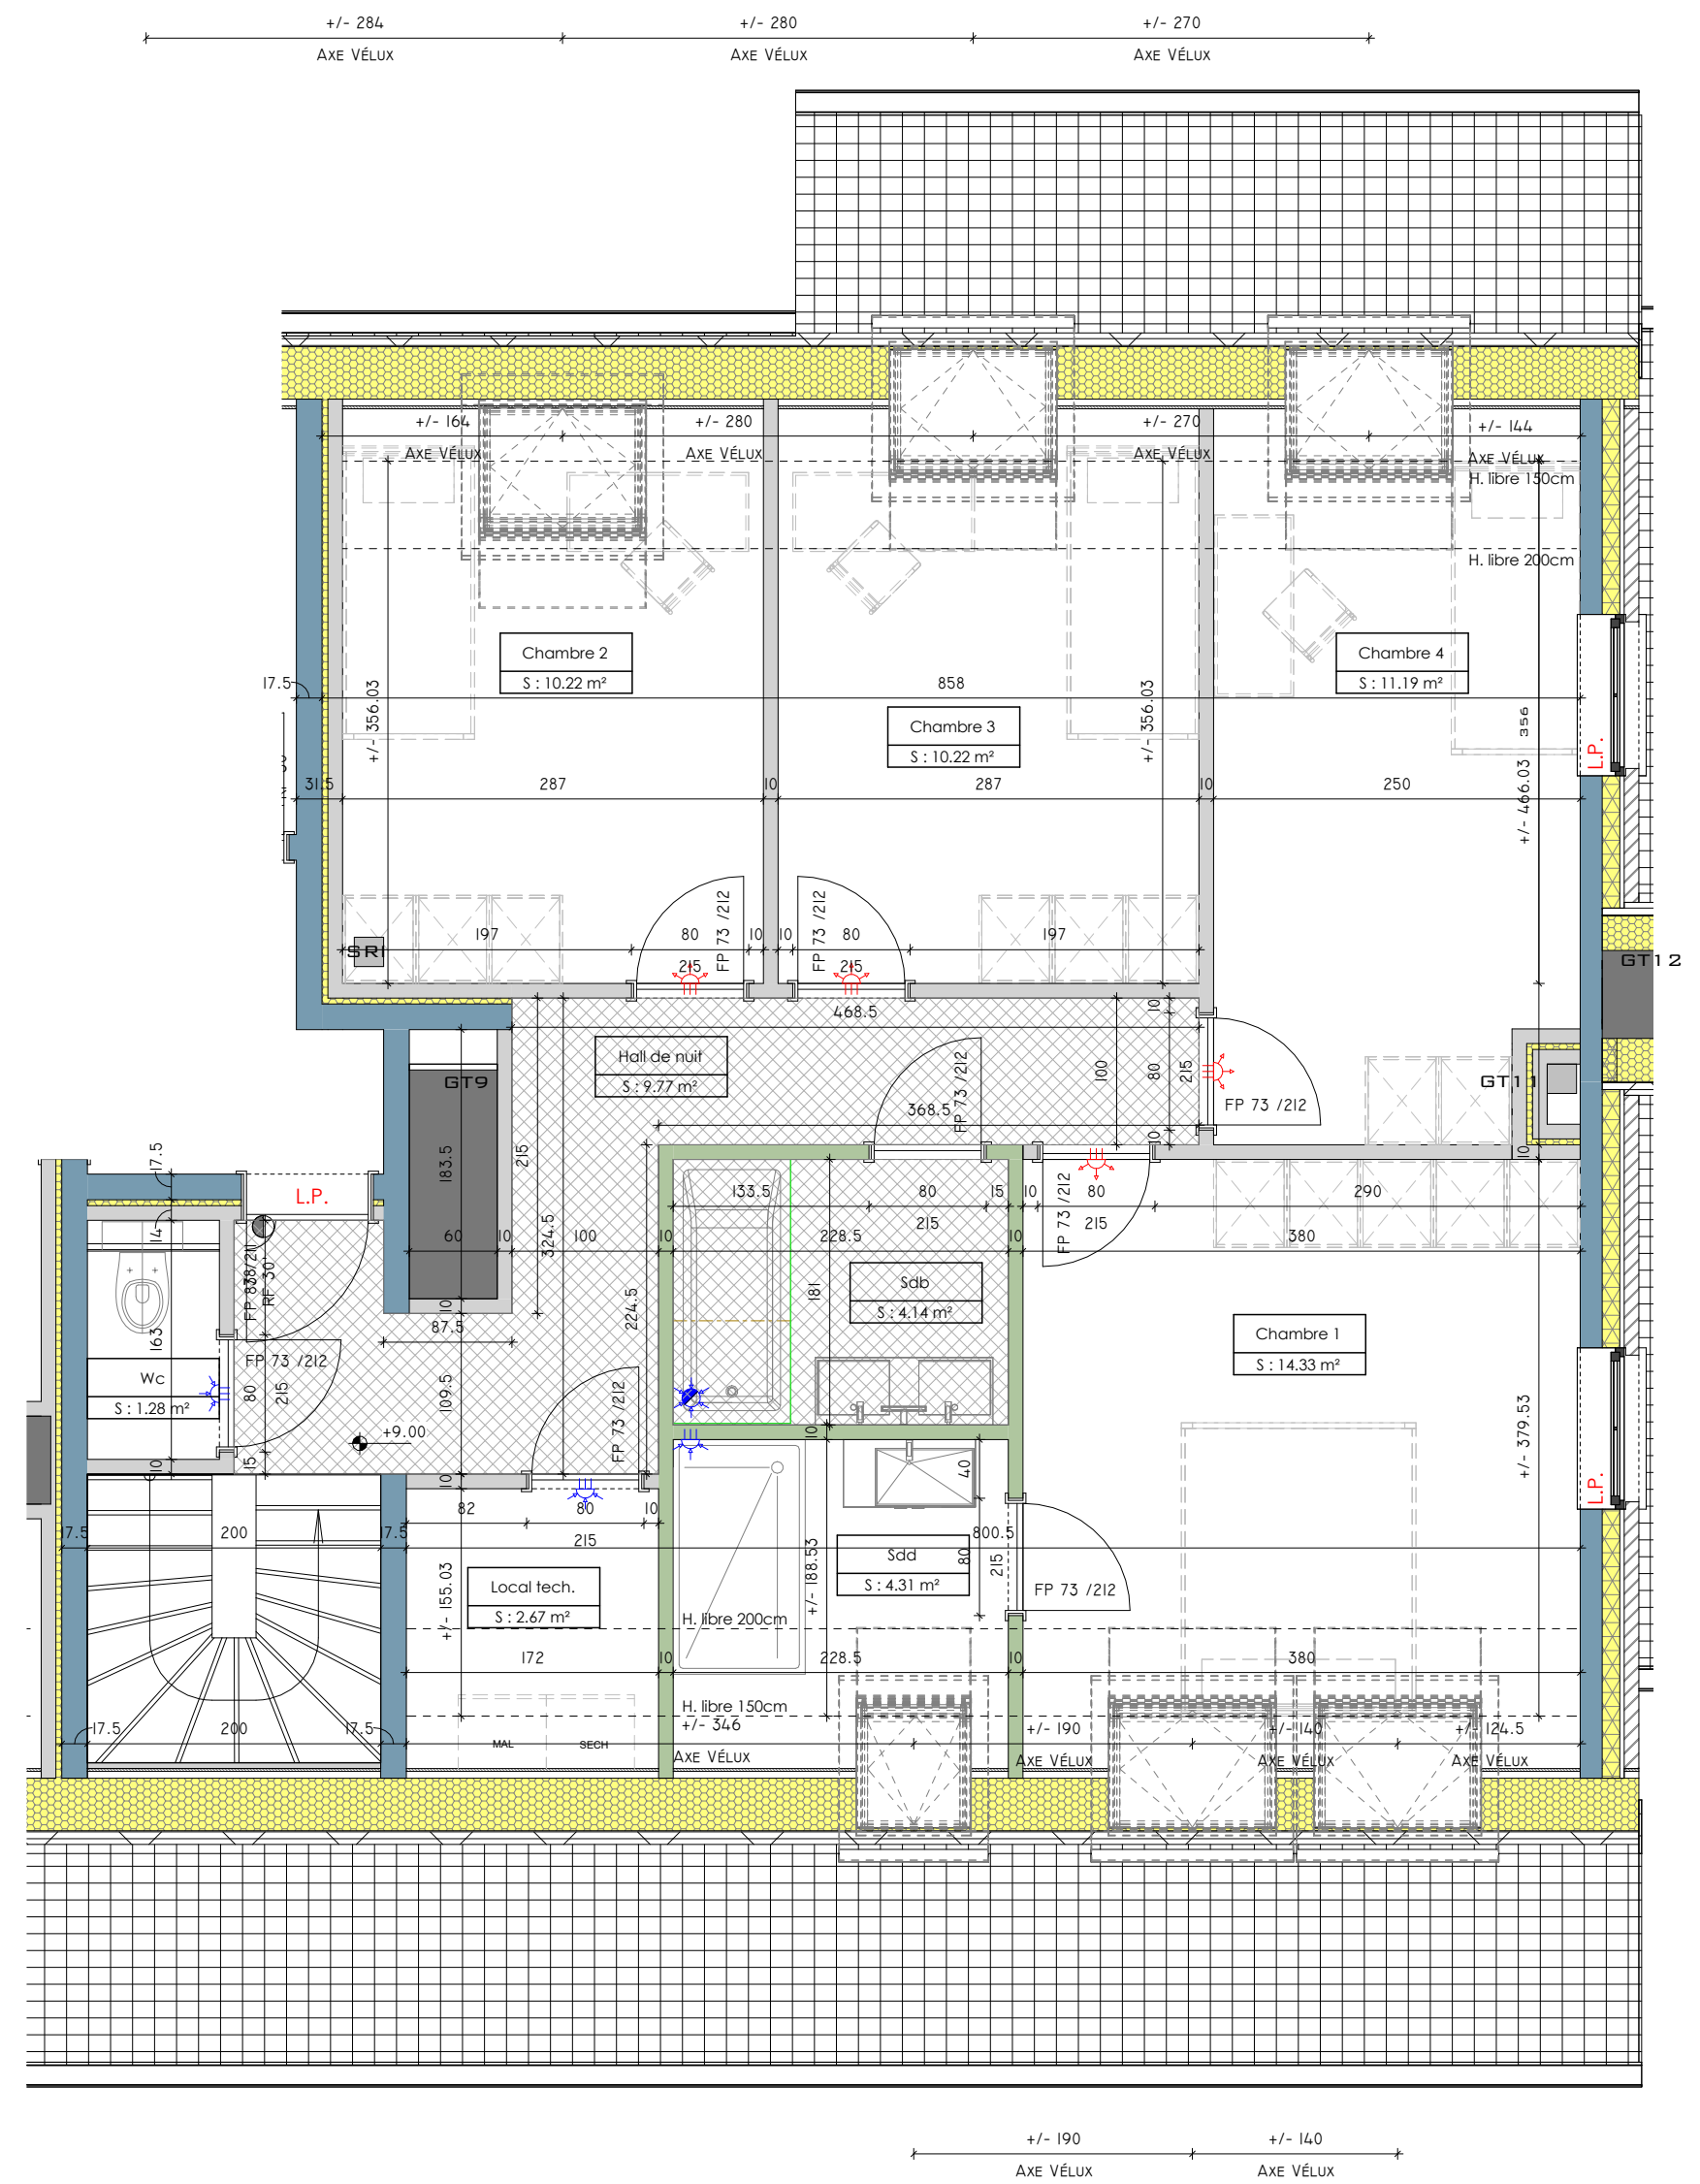 +/- 284
+/- 280
+/- 270
AXE VÉLUX
AXE VÉLUX
AXE VÉLUX
+/- 164
+/- 280
+/- 270
+/- 144
AXE VÉLUX
AXE VÉLUX
AXE VÉLUX
AXE VÉLUX
H. libre 150cm
H. libre 200cm
Chambre 2
S : 10.22 m²
Chambre 4
S : 11.19 m²
17.5
858
+/- 356.03
+/- 356.03
356
Chambre 3
S : 10.22 m²
L.P.
31.5
287
10
287
10
250
+/- 466.03
FP 73 /212
FP 73 /212
197
80
10
10
80
197
SRI
215
215
GT12
468.5
10
Hall de nuit
S : 9.77 m²
FP 73 /212
100
80
215
GT9
GT11
368.5
FP 73 /212
10
10
17.5
183.5
215
L.P.
133.5
80
15
10
80
290
215
FP 73 /212
215
14
60
10
100
324.5
10
228.5
10
380
FP 83/211
RF 30'
Sdb
S : 4.14 m²
181
10
224.5
87.5
163
FP 73 /212
Chambre 1
S : 14.33 m²
Wc
S : 1.28 m²
80
215
109.5
FP 73 /212
+9.00
10
+/- 379.53
10
15
10
40
L.P.
82
80
10
17.5
200
17.5
215
800.5
Sdd
S : 4.31 m²
80
215
+/- 188.53
Local tech.
S : 2.67 m²
FP 73 /212
+/- 155.03
H. libre 200cm
172
10
228.5
10
380
H. libre 150cm
17.5
200
17.5
+/- 346
+/- 190
+/- 140
+/- 124.5
MAL
SECH
AXE VÉLUX
AXE VÉLUX
AXE VÉLUX
AXE VÉLUX
+/- 190
+/- 140
AXE VÉLUX
AXE VÉLUX